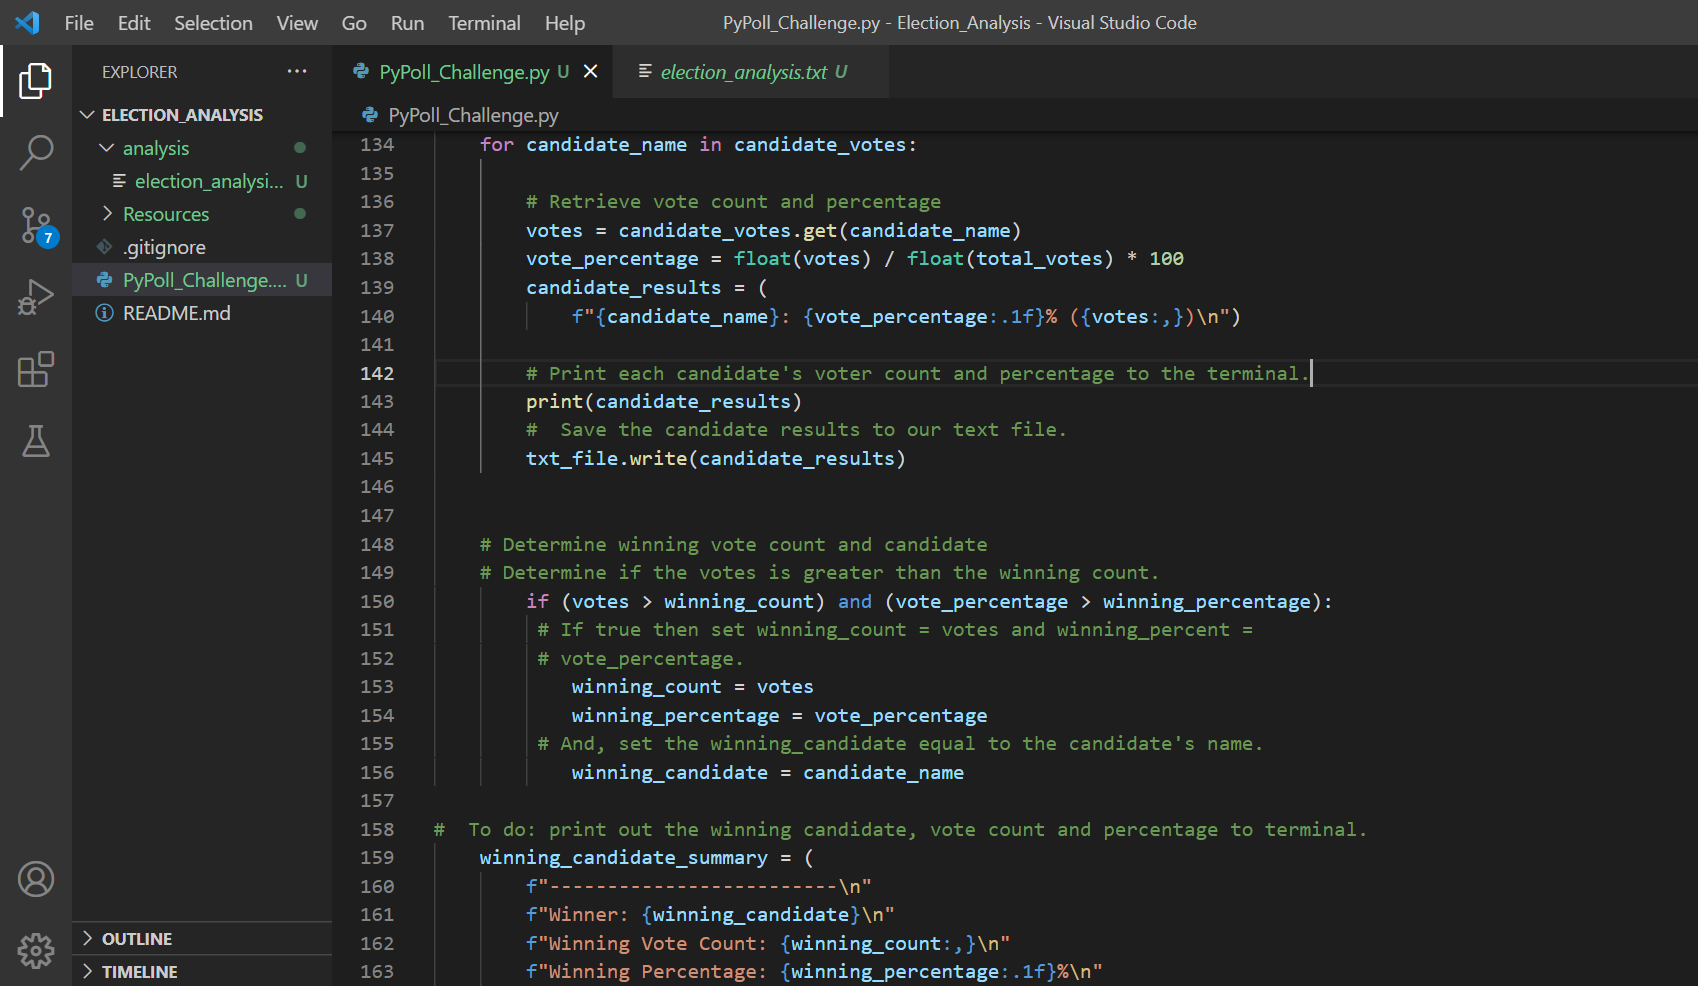 File Edit Selection View Go Run Terminal Help PyPoll_Challenge.py - Election_Analysis - Visual Studio Code
EXPLORER ···
ELECTION_ANALYSIS
analysis
election_analysi... U
Resources
.gitignore
PyPoll_Challenge.... U
README.md
OUTLINE
TIMELINE
7
PyPoll_Challenge.py U election_analysis.txt U
PyPoll_Challenge.py
134 for candidate_name in candidate_votes:
135
136 # Retrieve vote count and percentage
137 votes = candidate_votes.get(candidate_name)
138 vote_percentage = float(votes) / float(total_votes) * 100
139 candidate_results = (
140 f"{candidate_name}: {vote_percentage:.1f}% ({votes:,})\n")
141
142 # Print each candidate's voter count and percentage to the terminal.
143 print(candidate_results)
144 #  Save the candidate results to our text file.
145 txt_file.write(candidate_results)
146
147
148 # Determine winning vote count and candidate
149 # Determine if the votes is greater than the winning count.
150 if (votes > winning_count) and (vote_percentage > winning_percentage):
151 # If true then set winning_count = votes and winning_percent =
152 # vote_percentage.
153 winning_count = votes
154 winning_percentage = vote_percentage
155 # And, set the winning_candidate equal to the candidate's name.
156 winning_candidate = candidate_name
157
158 #  To do: print out the winning candidate, vote count and percentage to terminal.
159 winning_candidate_summary = (
160 f"-------------------------\n"
161 f"Winner: {winning_candidate}\n"
162 f"Winning Vote Count: {winning_count:,}\n"
163 f"Winning Percentage: {winning_percentage:.1f}%\n"